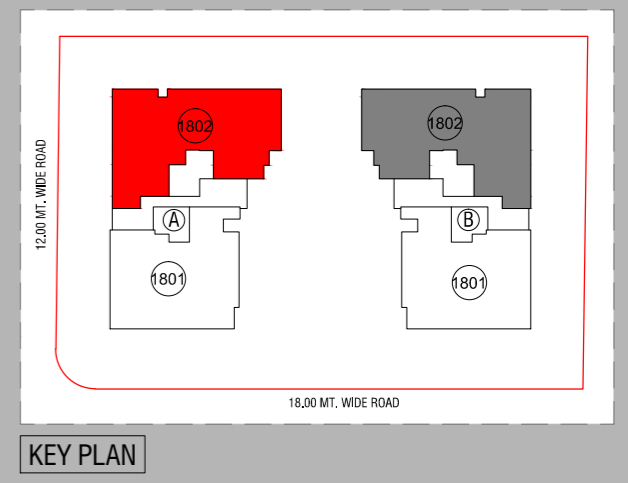 1802
1802
12.00 MT. WIDE ROAD
A
B
1801
1801
18.00 MT. WIDE ROAD
KEY PLAN